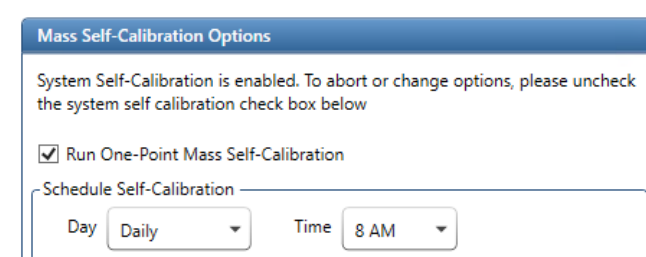 Mass Self-Calibration Options
System Self-Calibration is enabled. To abort or change options, please uncheck
the system self calibration check box below
Run One-Point Mass Self-Calibration
Schedule Self-Calibration
Day Daily Time 8 AM